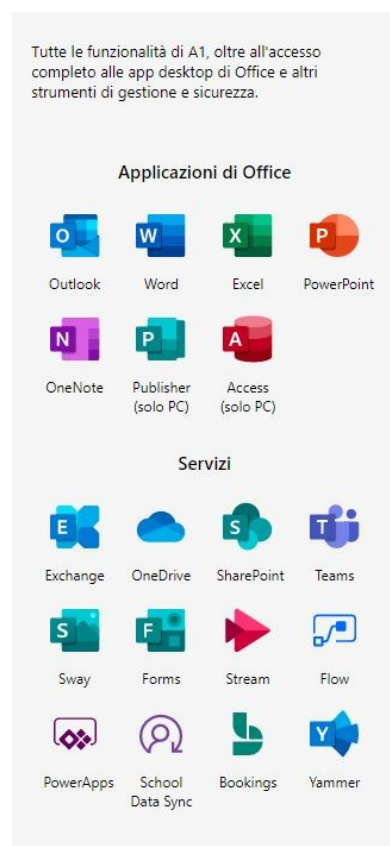 Tutte le funzionalità di A1, oltre all'accesso
completo alle app desktop di Office e altri
strumenti di gestione e sicurezza.
Applicazioni di Office
O W X P
Outlook Word Excel PowerPoint
N P A
OneNote Publisher Access
(solo PC) (solo PC)
Servizi
E S T
Exchange OneDrive SharePoint Teams
S F
Sway Forms Stream Flow
Y
PowerApps School Bookings Yammer
Data Sync